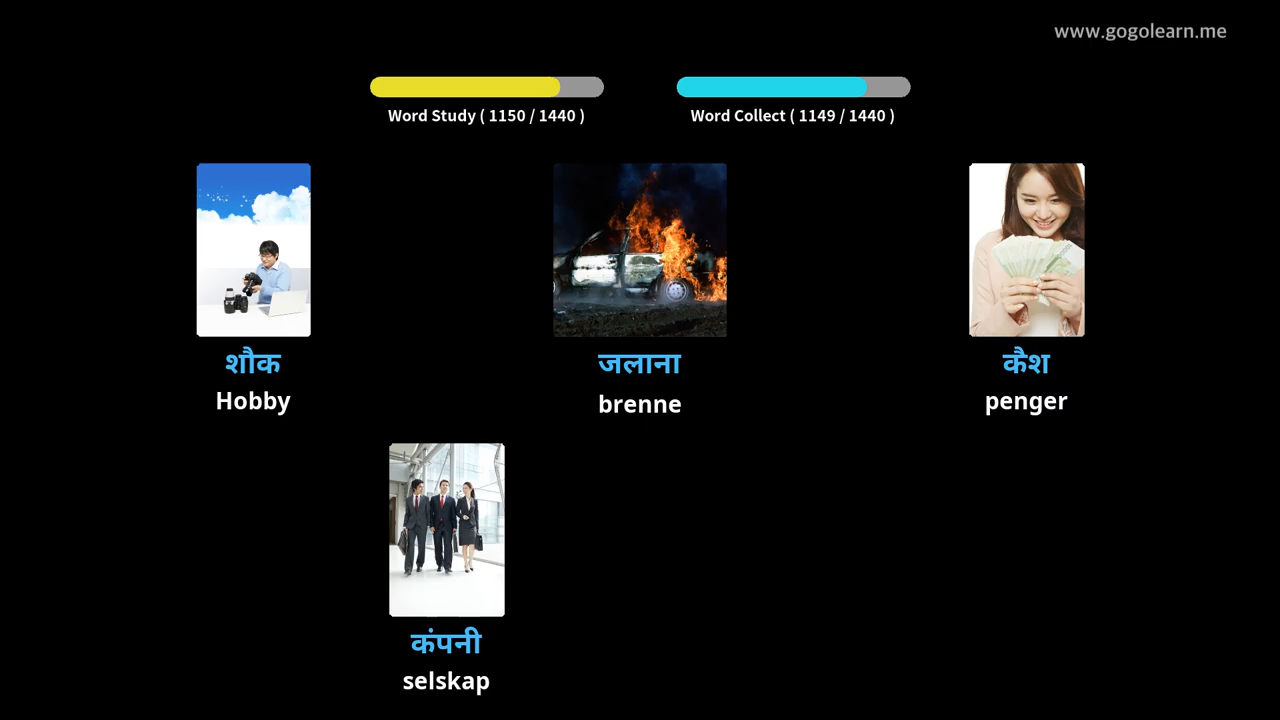 www.gogolearn.me
Word Study ( 1150 / 1440 )
Word Collect ( 1149 / 1440 )
शौक
Hobby
जलाना
brenne
कैश
penger
कंपनी
selskap